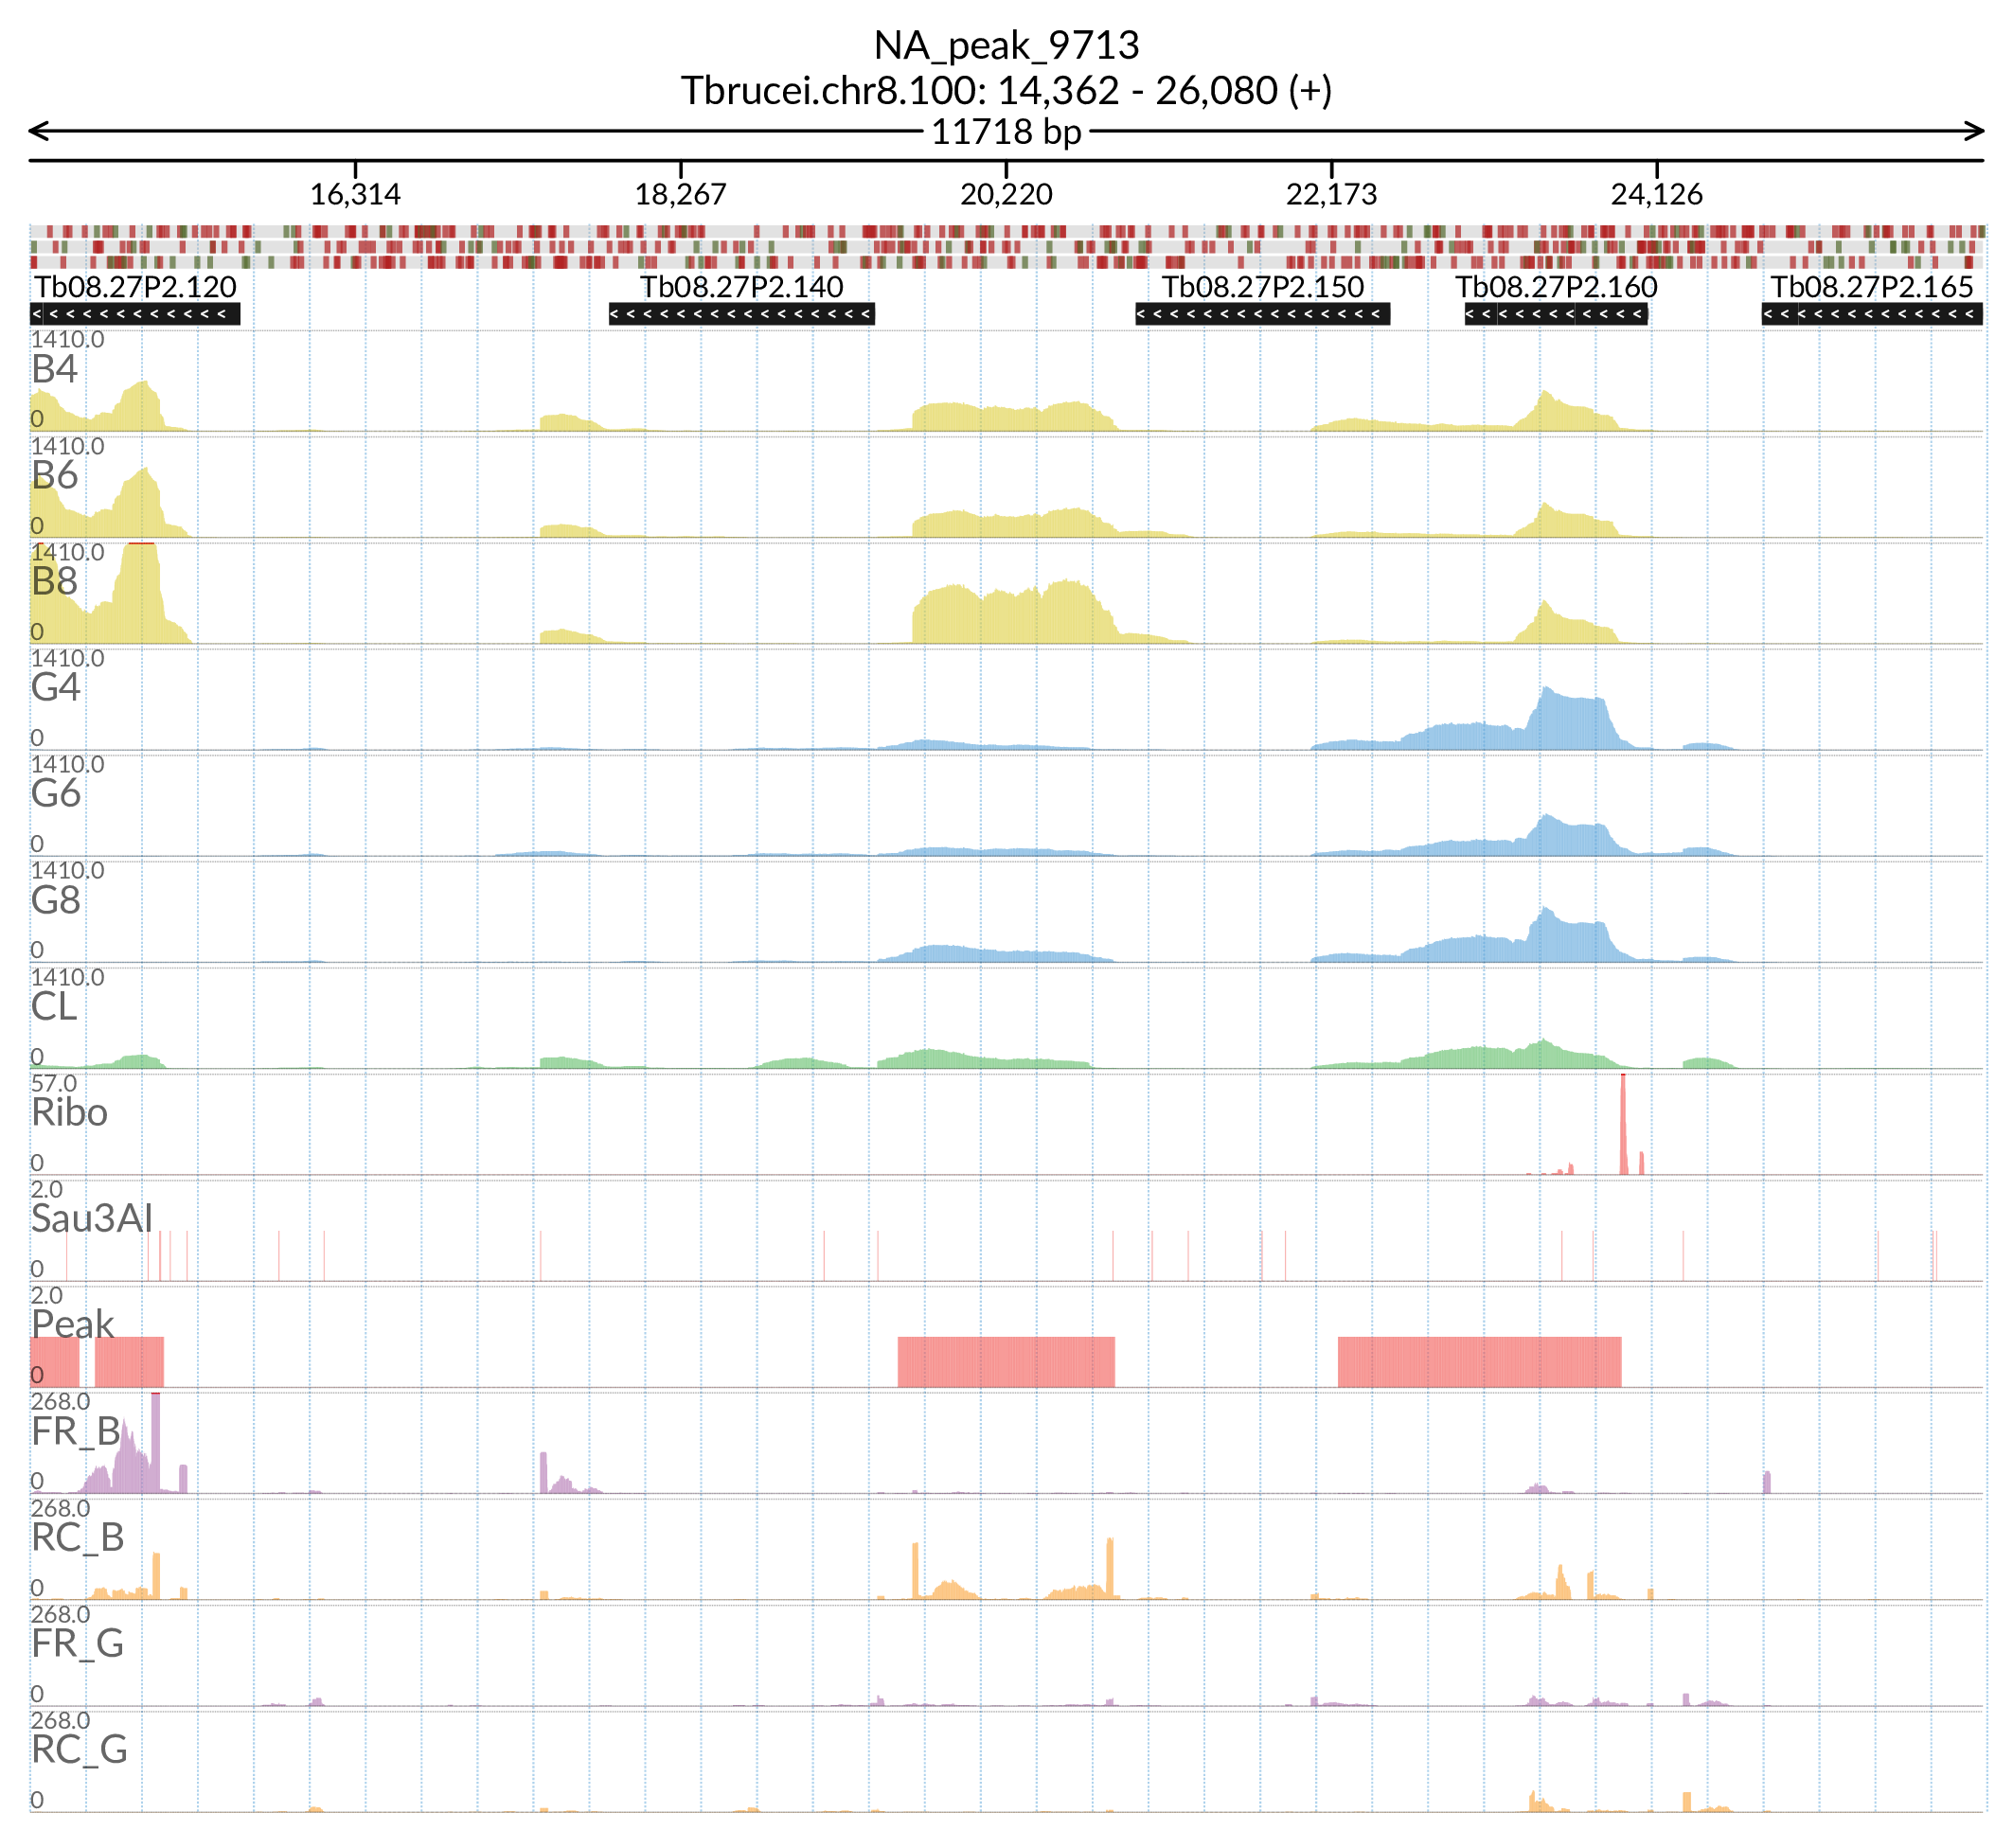 NA_peak_9713
Tbrucei.chr8.100: 14,362 - 26,080 (+)
11718 bp
16,314 18,267 20,220 22,173 24,126
Tb08.27P2.120 Tb08.27P2.140 Tb08.27P2.150 Tb08.27P2.160 Tb08.27P2.165
1410.0
B4
0
1410.0
B6
0
1410.0
B8
0
1410.0
G4
0
1410.0
G6
0
1410.0
G8
0
1410.0
CL
0
57.0
Ribo
0
2.0
Sau3AI
0
2.0
Peak
0
268.0
FR_B
0
268.0
RC_B
0
268.0
FR_G
0
268.0
RC_G
0